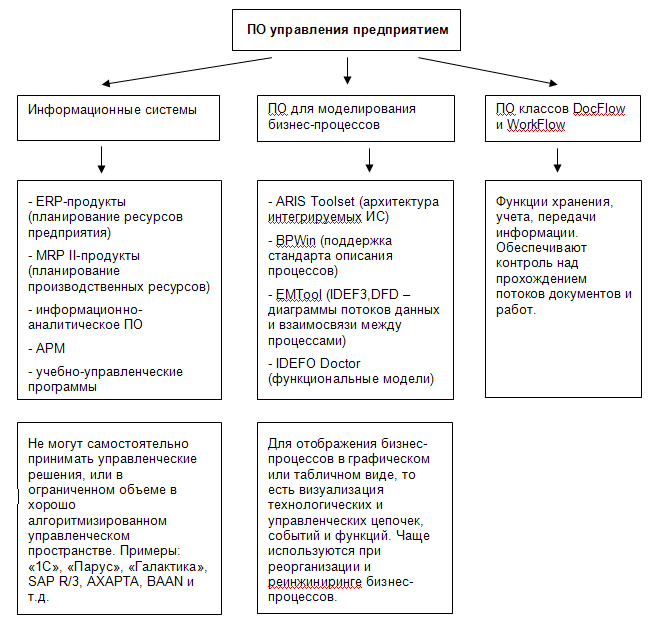 ПО управления предприятием
Информационные системы
ПО для моделирования
бизнес-процессов
ПО классов DocFlow
и WorkFlow
- ERP-продукты
(планирование ресурсов
предприятия)
- MRP II-продукты
(планирование
производственных ресурсов)
- информационно-
аналитическое ПО
- АРМ
- учебно-управленческие
программы
- ARIS Toolset (архитектура
интегрируемых ИС)
- BPWin (поддержка
стандарта описания
процессов)
- EMTool (IDEF3,DFD –
диаграммы потоков данных
и взаимосвязи между
процессами)
- IDEFO Doctor
(функциональные модели)
Функции хранения,
учета, передачи
информации.
Обеспечивают
контроль над
прохождением
потоков документов и
работ.
Не могут самостоятельно
принимать управленческие
решения, или в
ограниченном объеме в
хорошо
алгоритмизированном
управленческом
пространстве. Примеры:
«1С», «Парус», «Галактика»,
SAP R/3, AXAPTA, BAAN и
т.д.
Для отображения бизнес-
процессов в графическом
или табличном виде, то
есть визуализация
технологических и
управленческих цепочек,
событий и функций. Чаще
используются при
реорганизации и
реинжиниринге бизнес-
процессов.